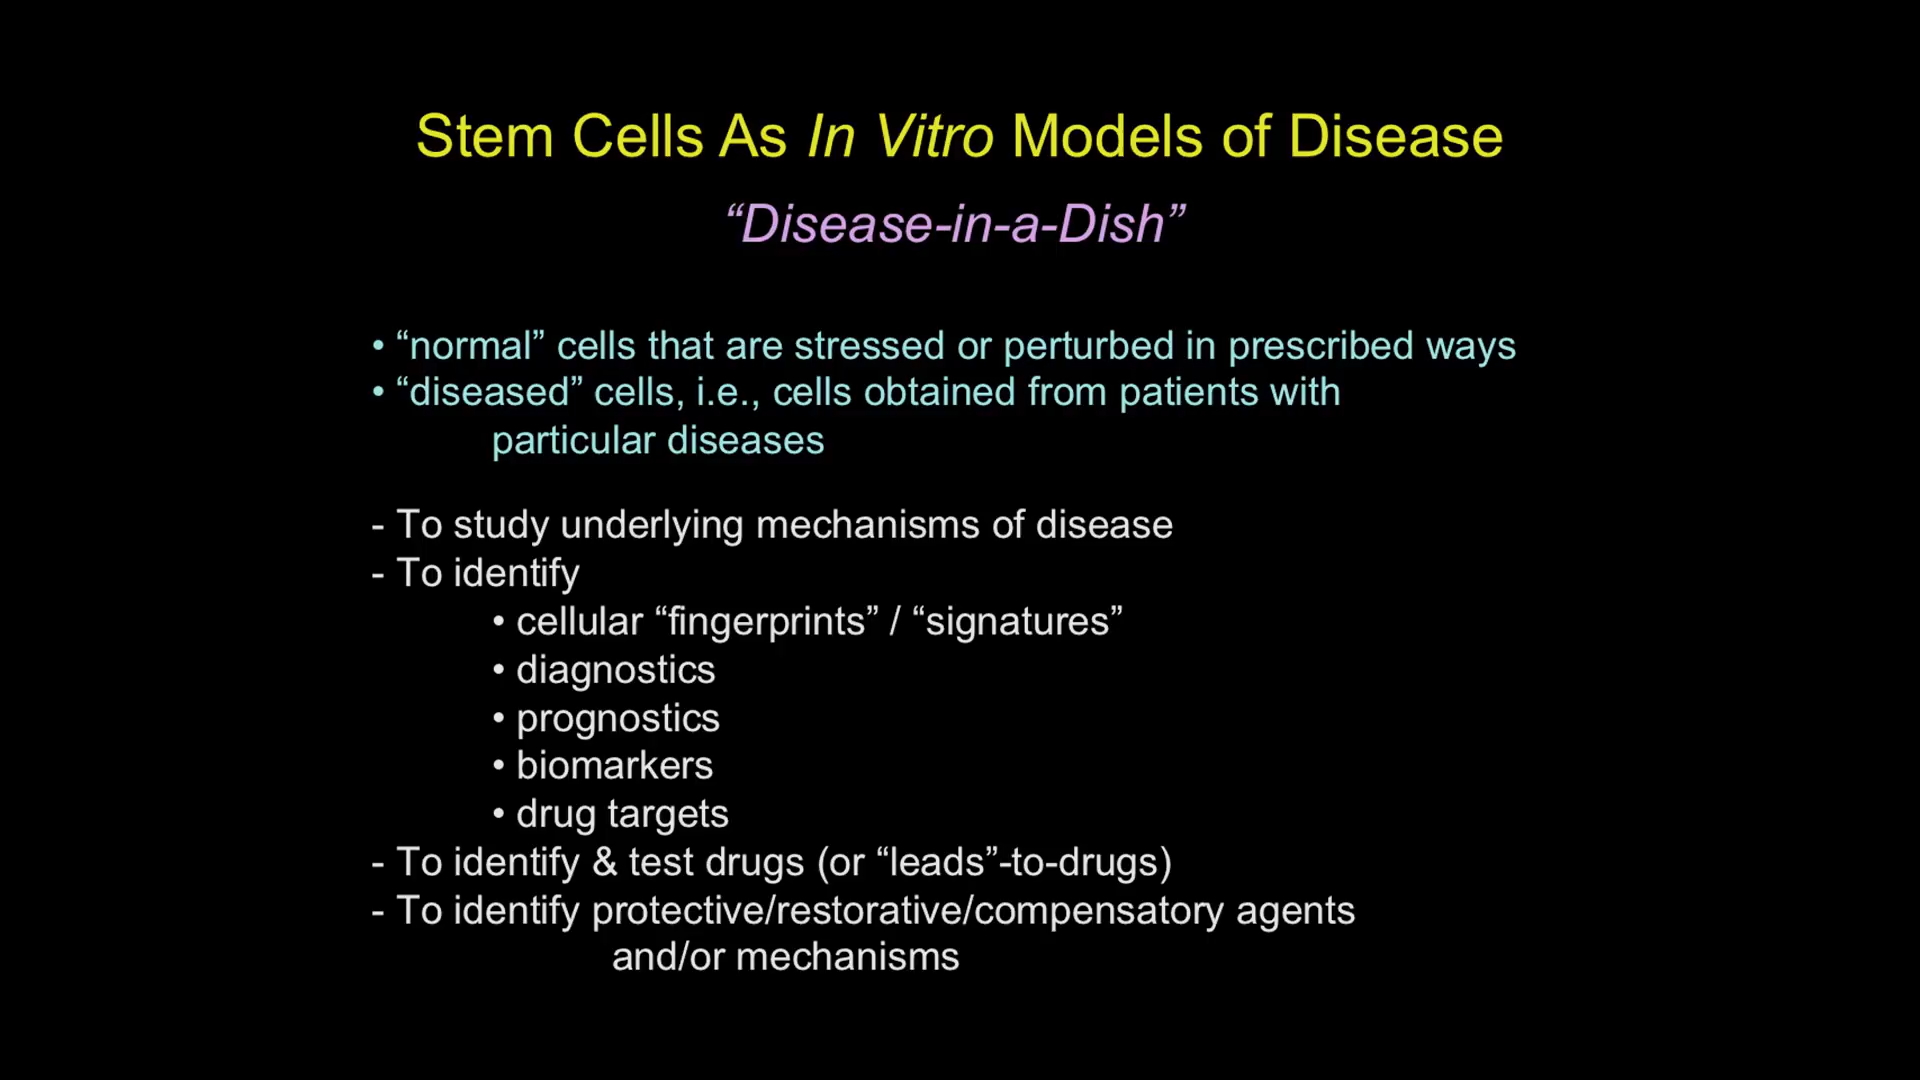 Stem Cells As In Vitro Models of Disease
“Disease-in-a-Dish”
• “normal” cells that are stressed or perturbed in prescribed ways
• “diseased” cells, i.e., cells obtained from patients with
particular diseases
- To study underlying mechanisms of disease
- To identify
• cellular “fingerprints” / “signatures”
• diagnostics
• prognostics
• biomarkers
• drug targets
- To identify & test drugs (or “leads”-to-drugs)
- To identify protective/restorative/compensatory agents
and/or mechanisms